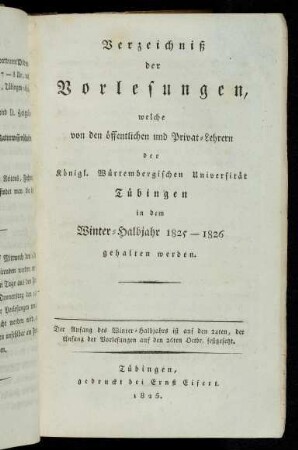 Verzeichniß
der
Vorlesungen,
welche
von den öffentlichen und Privat-Lehrern
der
Königl. Würtembergischen Universität
Tübingen
in dem
Winter-Halbjahr 1825 — 1826
gehalten werden.
Der Anfang des Winter-Halbjahres ist auf den 24ten, der
Anfang der Vorlesungen auf den 26ten Octbr. festgesetzt.
Tübingen,
gedruckt bei Ernst Eifert.
1825.